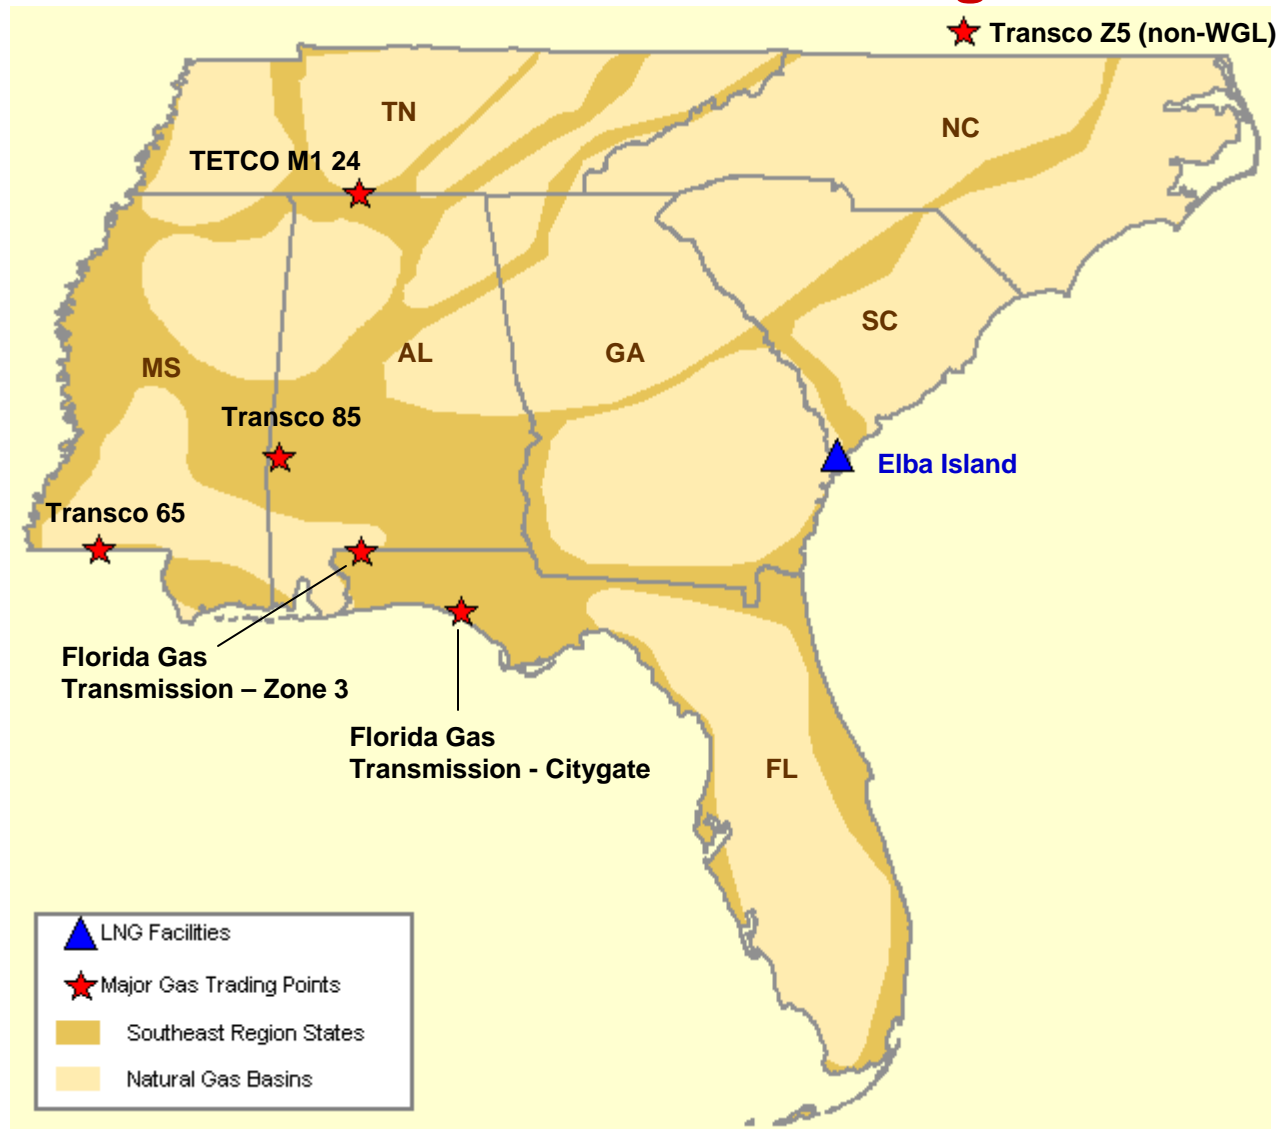 Transco Z5 (non-WGL)
TN
NC
TETCO M1 24
SC
AL
GA
MS
Transco 85
Elba Island
Transco 65
Florida Gas
Transmission – Zone 3
Florida Gas
Transmission - Citygate
FL
LNG Facilities
Major Gas Trading Points
Southeast Region States
Natural Gas Basins